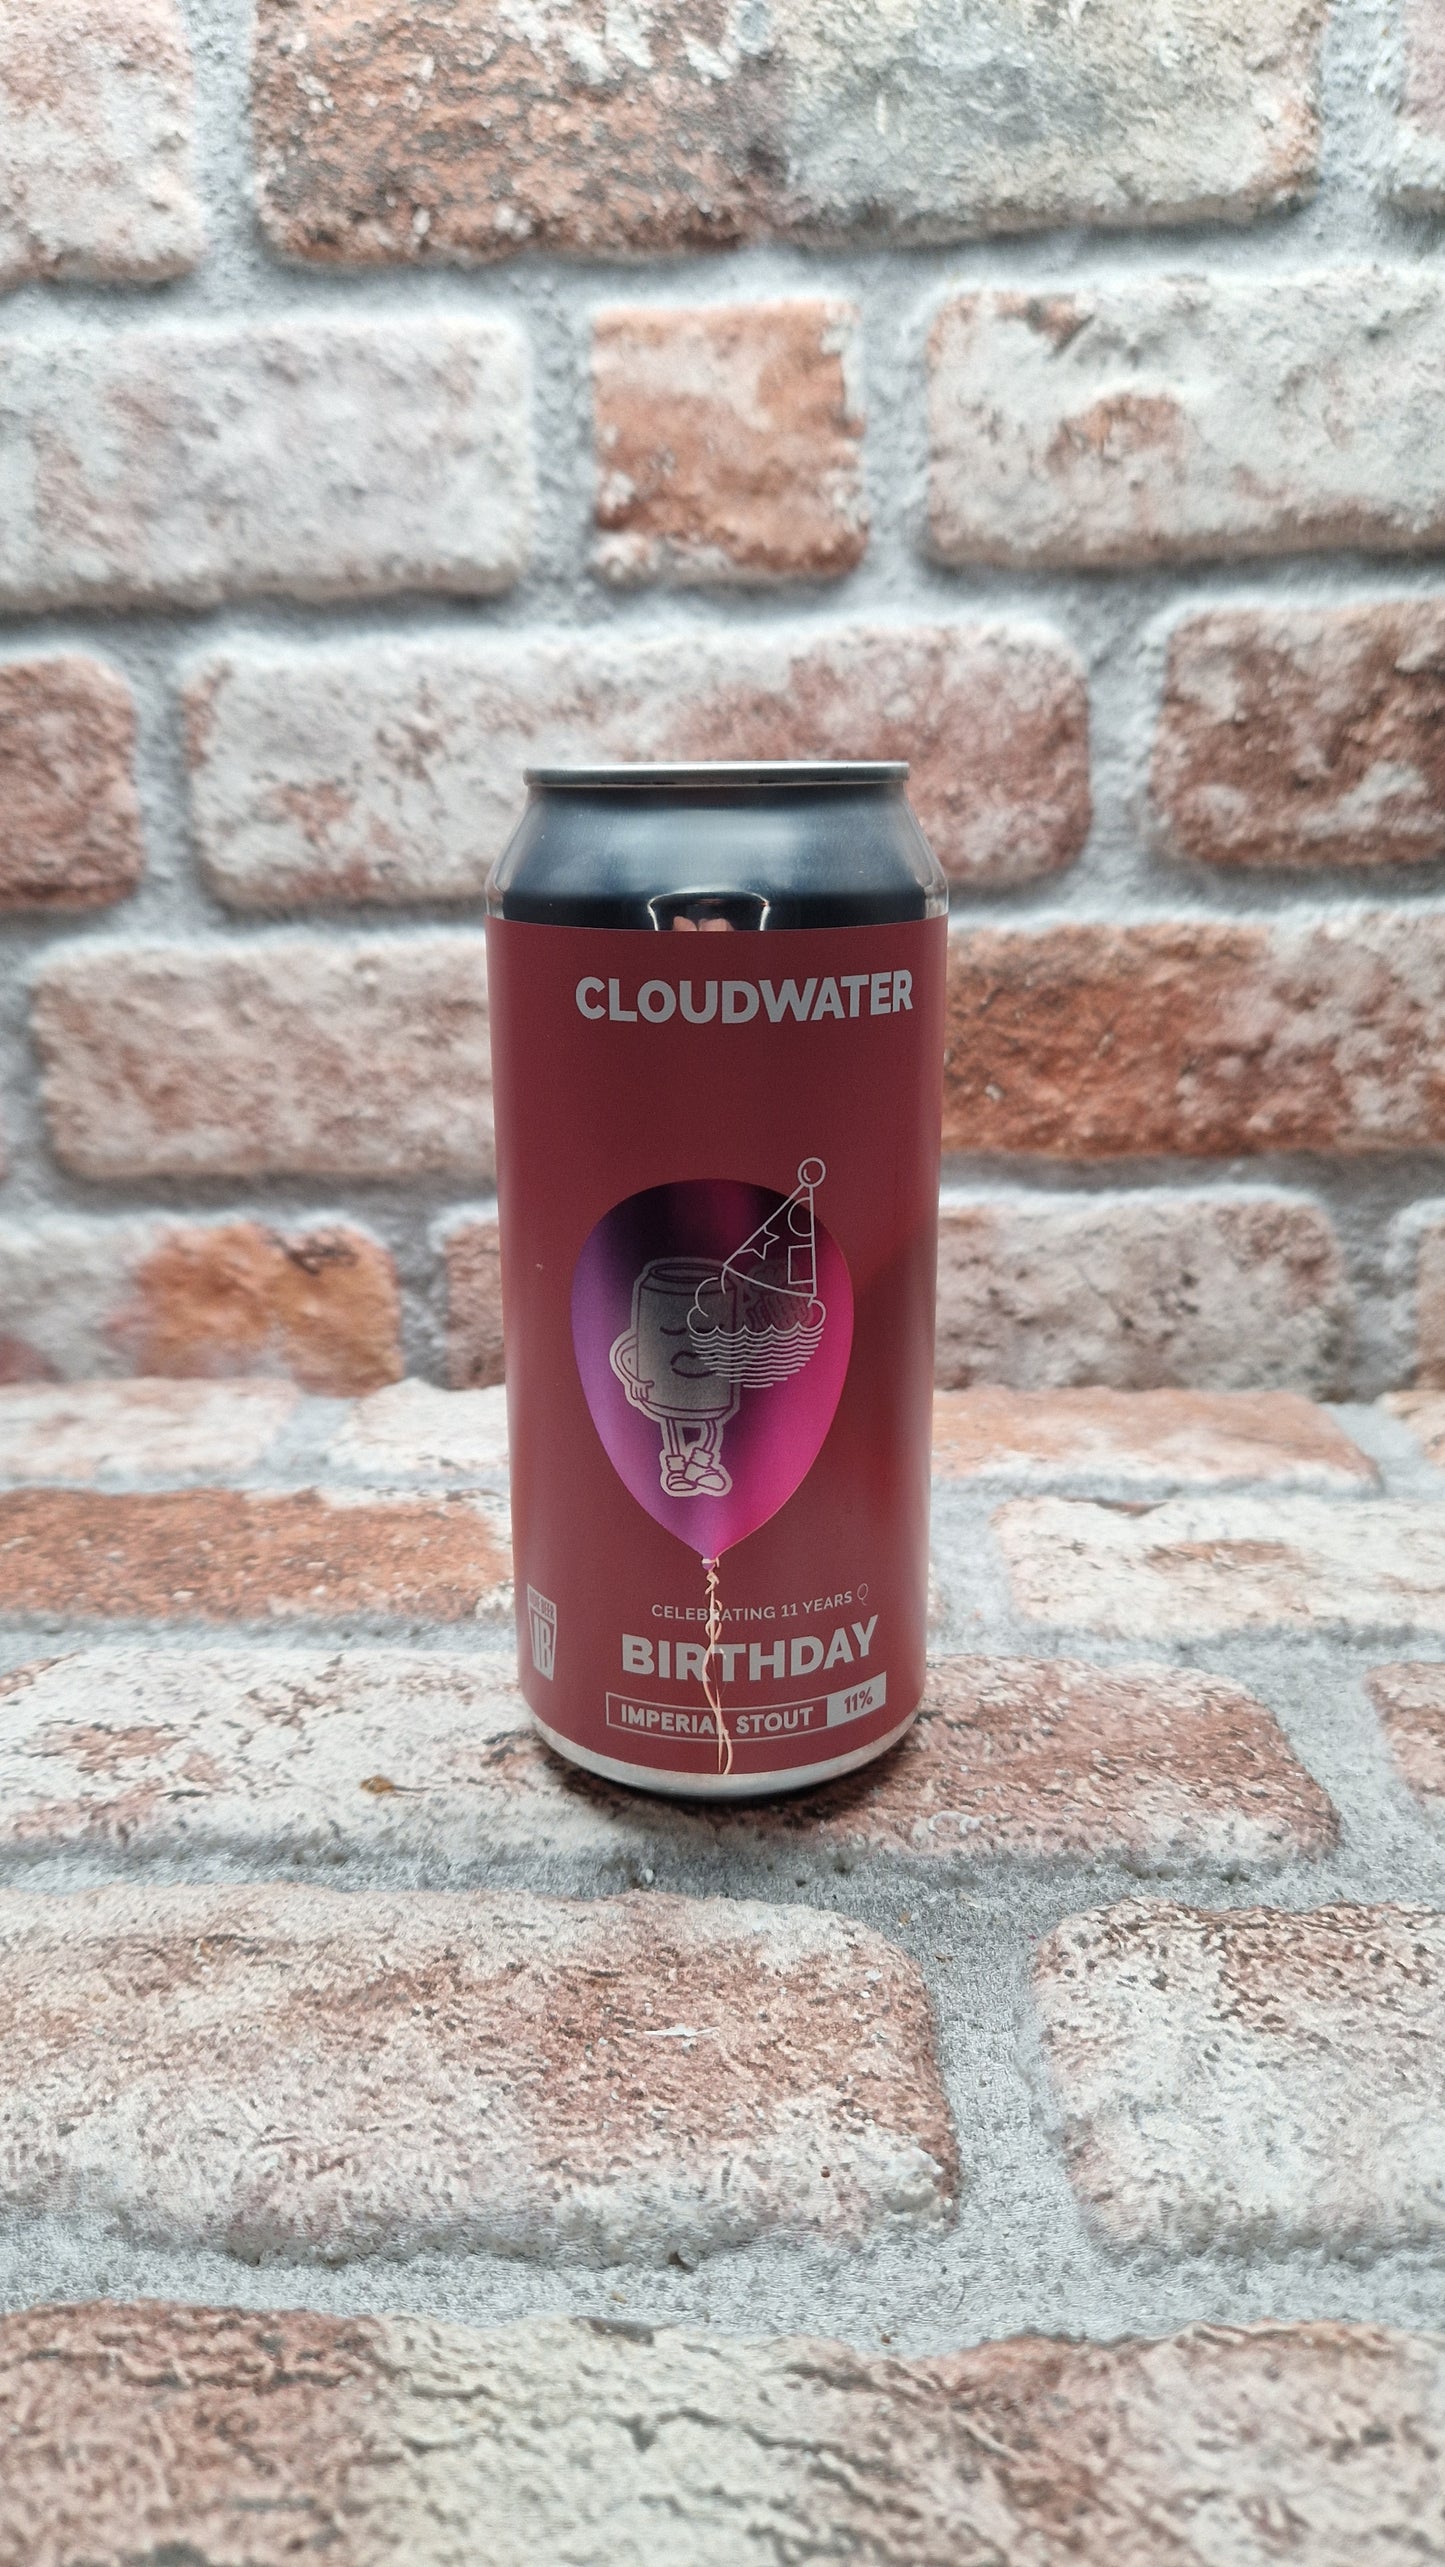 CLOUDWATER
CELEBRATING 11 YEARS
BIRTHDAY
IMPERIAL STOUT 11%